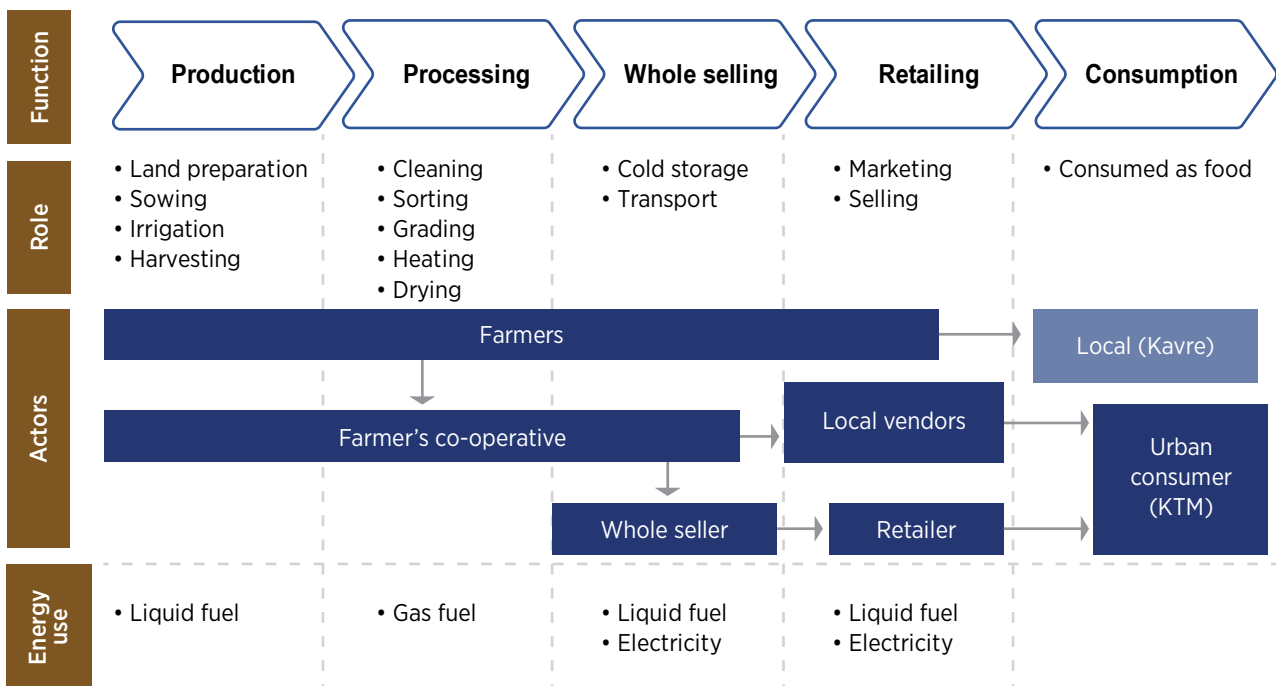 Function
Production
Processing
Whole selling
Retailing
Consumption
Role
• Land preparation
• Sowing
• Irrigation
• Harvesting
• Cleaning
• Sorting
• Grading
• Heating
• Drying
• Cold storage
• Transport
• Marketing
• Selling
• Consumed as food
Actors
Farmers
Local (Kavre)
Farmer’s co-operative
Local vendors
Urban
consumer
(KTM)
Whole seller
Retailer
Energy
use
• Liquid fuel
• Gas fuel
• Liquid fuel
• Electricity
• Liquid fuel
• Electricity